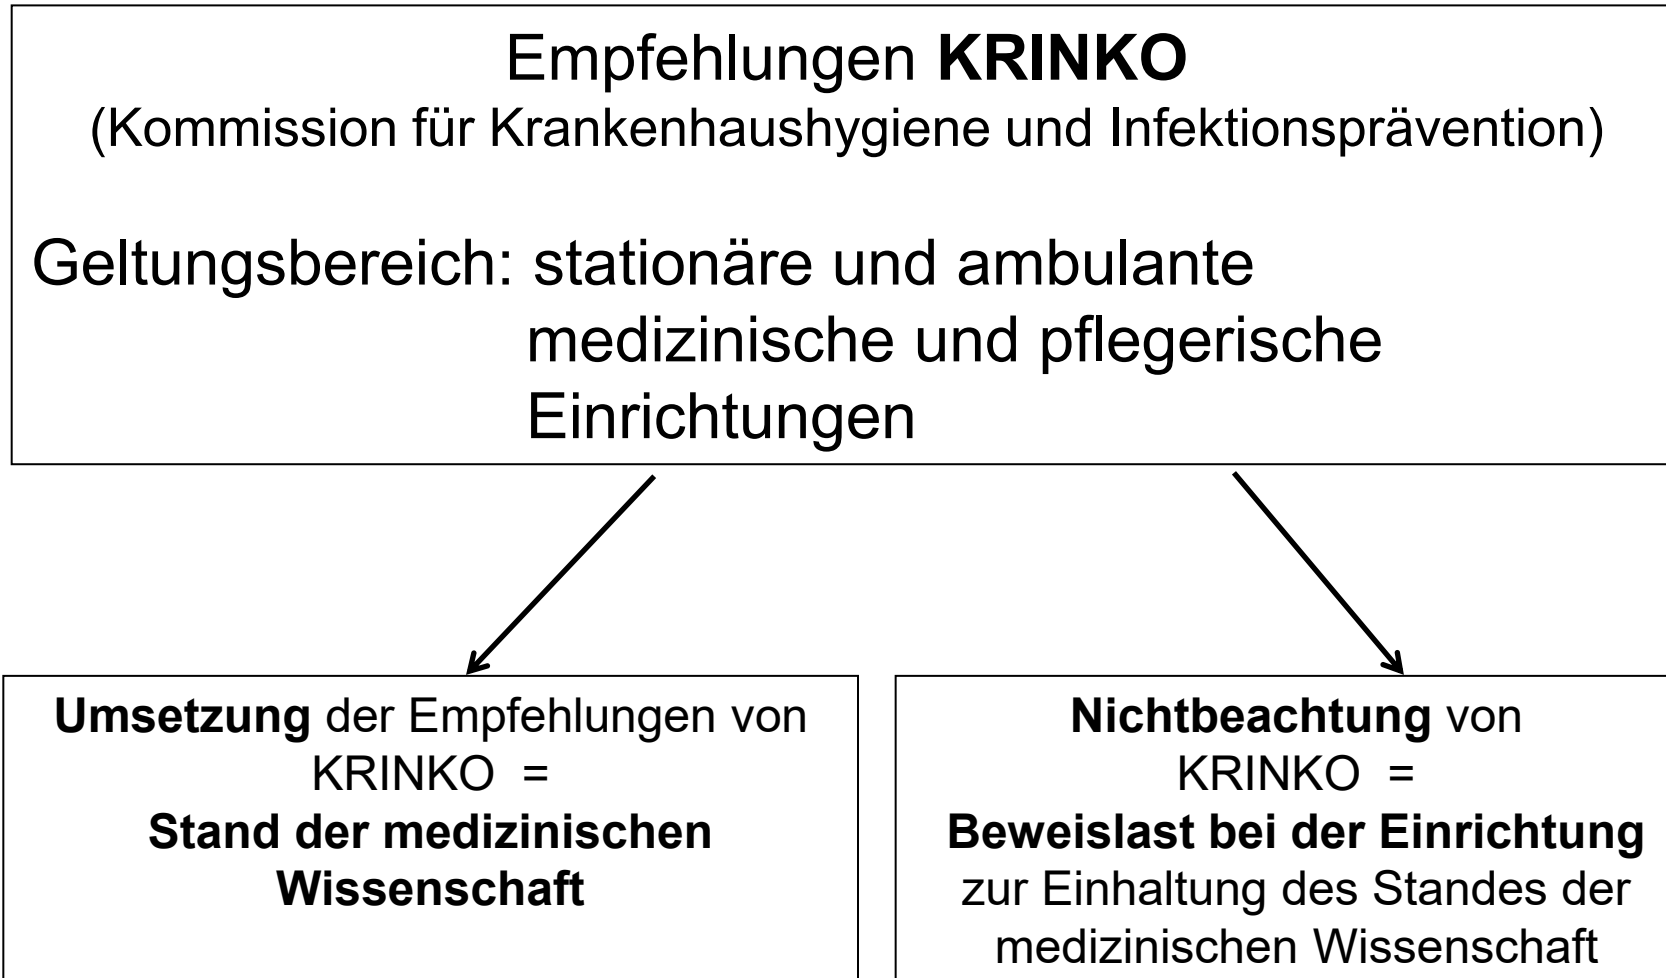 Empfehlungen KRINKO
(Kommission für Krankenhaushygiene und Infektionsprävention)
Geltungsbereich: stationäre und ambulante
medizinische und pflegerische
Einrichtungen
Umsetzung der Empfehlungen von
KRINKO =
Stand der medizinischen
Wissenschaft
Nichtbeachtung von
KRINKO =
Beweislast bei der Einrichtung
zur Einhaltung des Standes der
medizinischen Wissenschaft